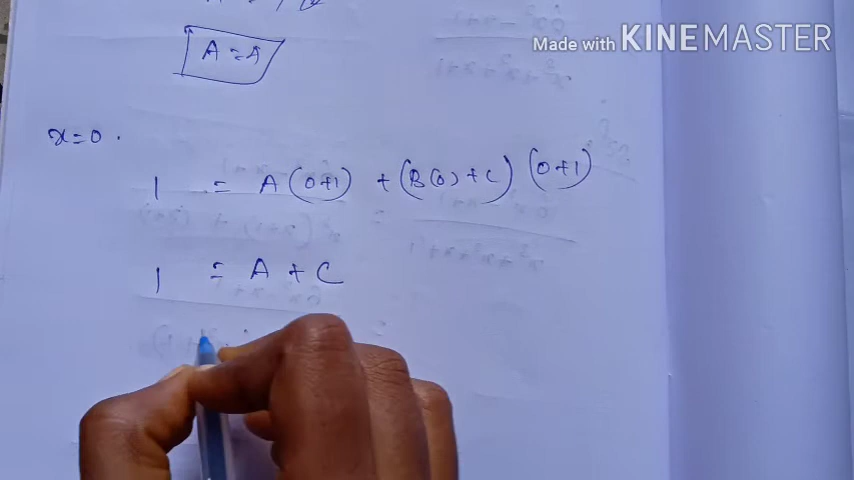 Made with KINEMASTER
A = A
x=0.
1 = A (0+1) + (B(0) + C) (0+1)
1 = A + C